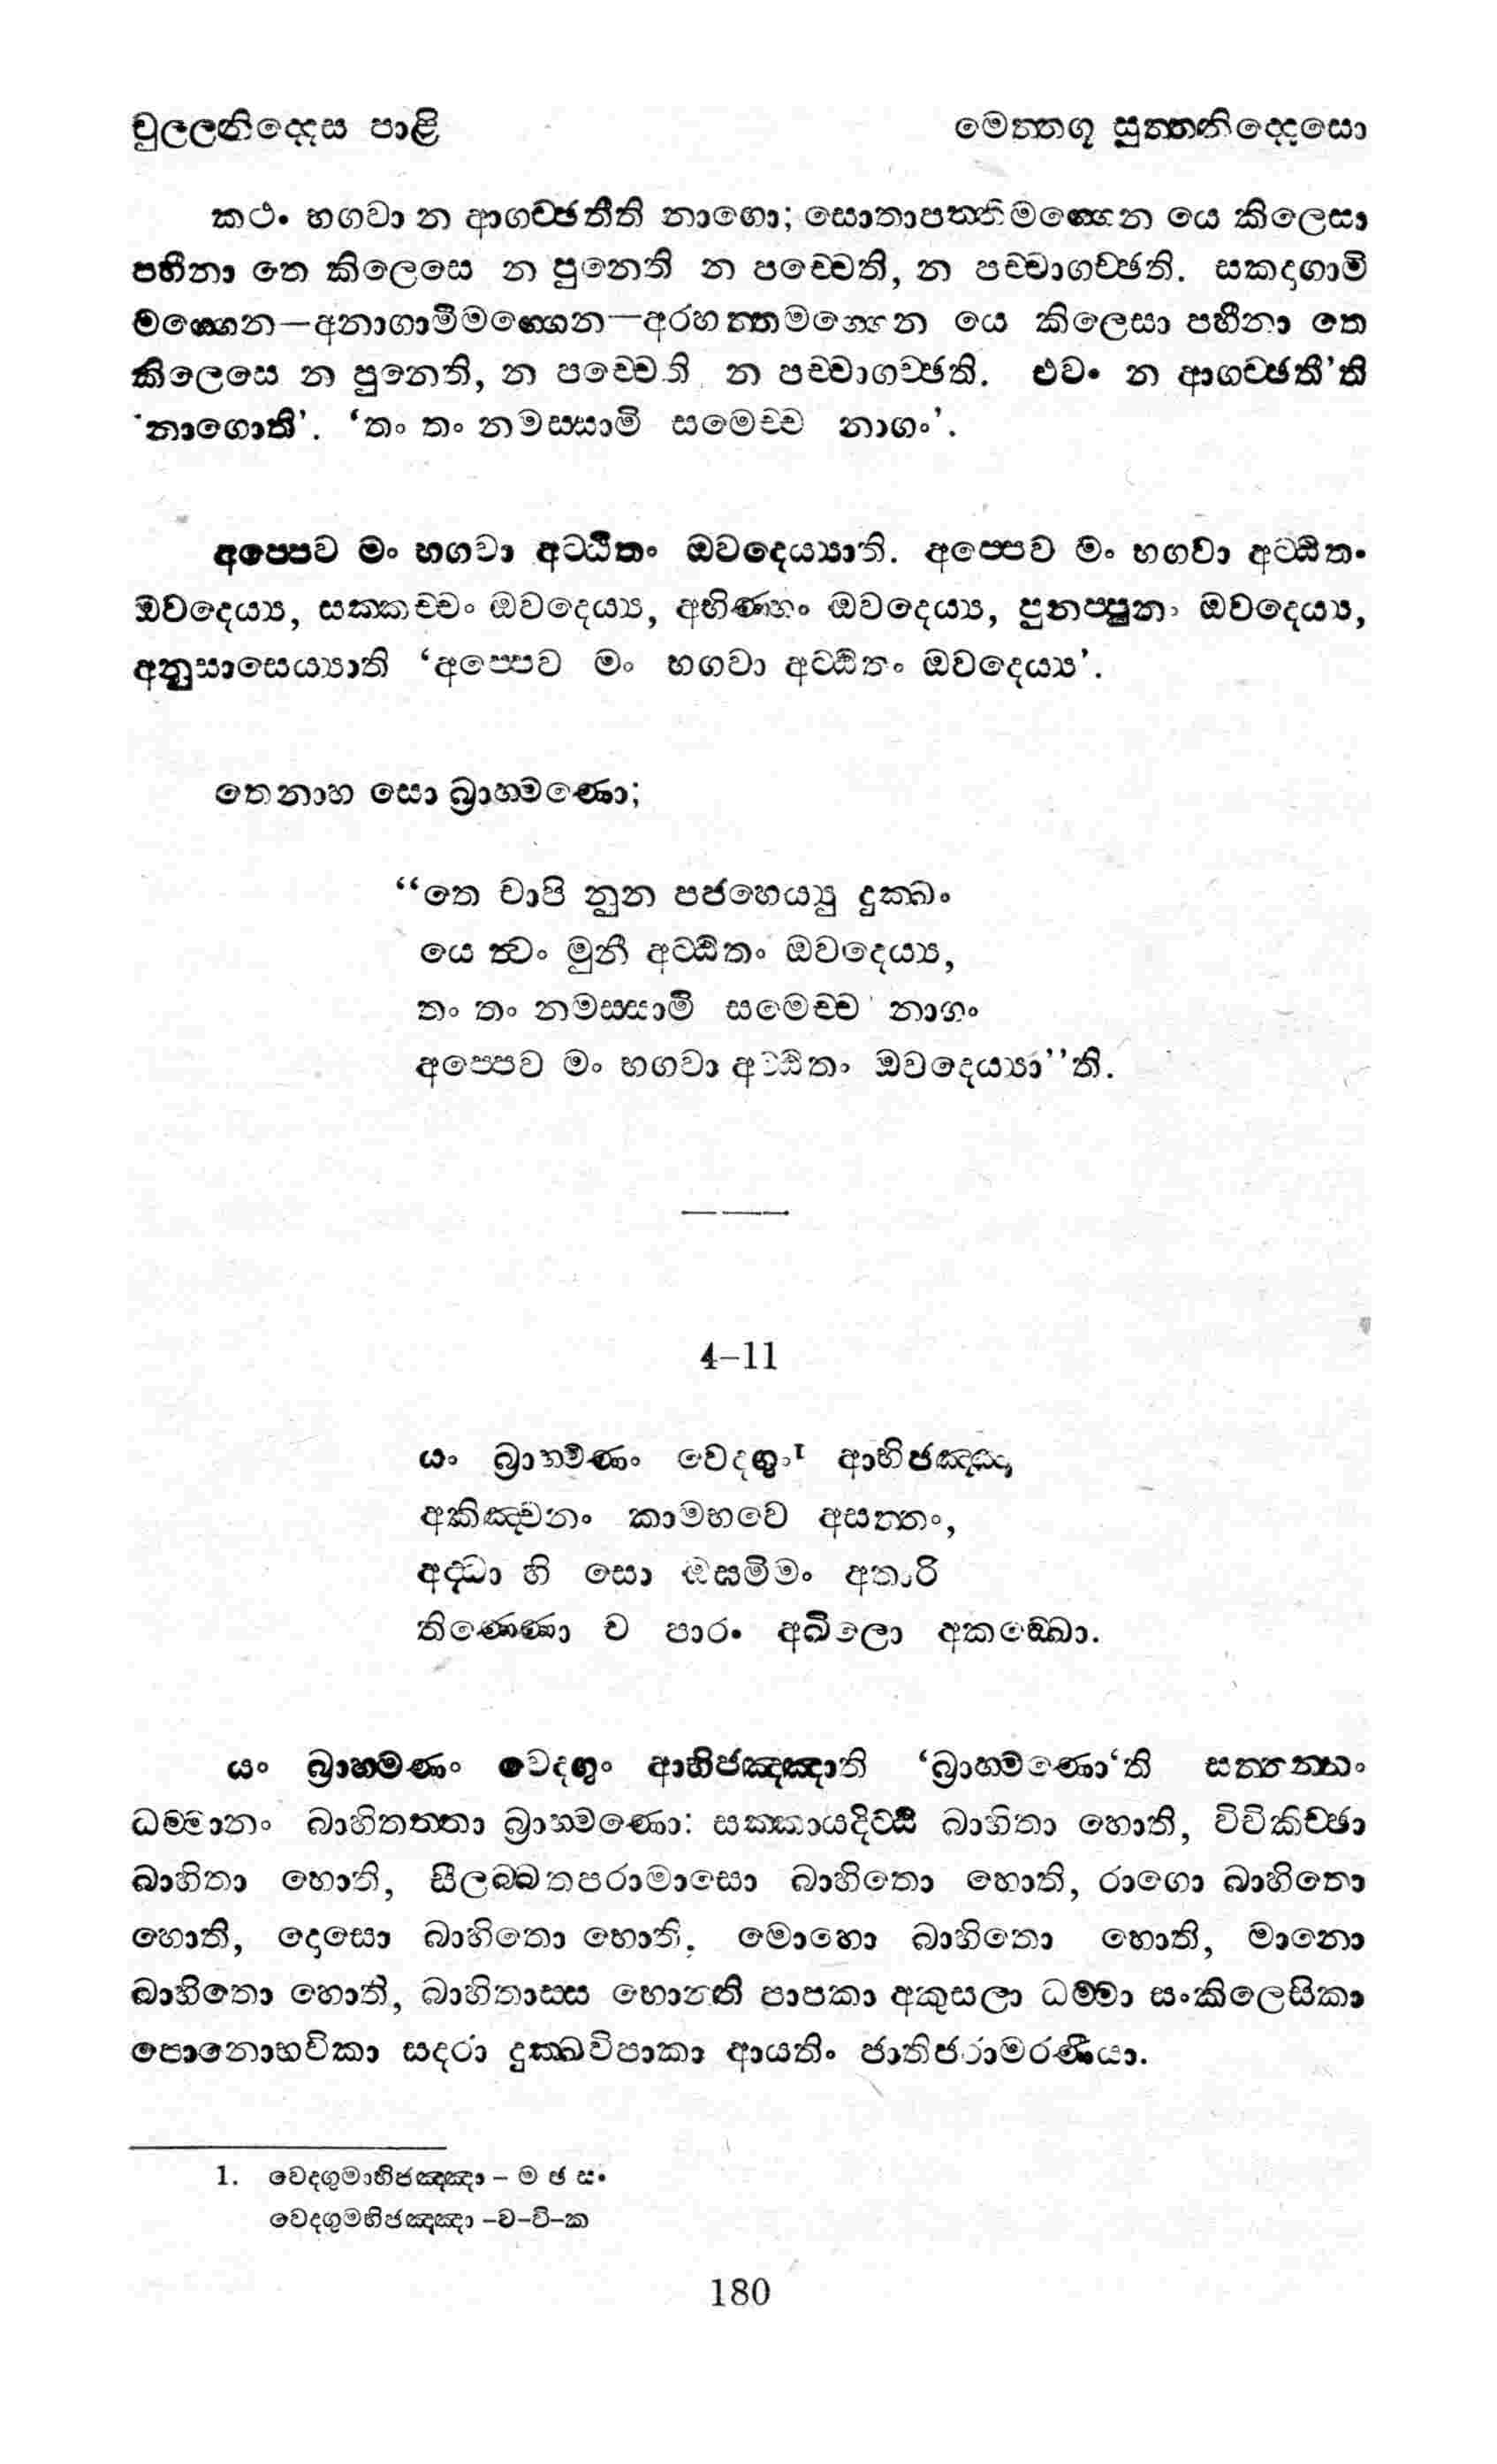 චුල්ලනිද්දෙස පාළි
මෙත්තගූ සුත්තනිද්දෙසො
කථං භගවා න ආගච්ඡතීති නාගො; සොතාපත්තිමග්ගෙන යෙ කිලෙසා
පහීනා තෙ කිලෙසෙ න පුනෙති න පච්චෙති, න පච්චාගච්ඡති. සකදාගාමි
මග්ගෙන—අනාගාමිමග්ගෙන—අරහත්තමග්ගෙන යෙ කිලෙසා පහීනා තෙ
කිලෙසෙ න පුනෙති, න පච්චෙති, න පච්චාගච්ඡති. එවං න ආගච්ඡතී’ති
‘නාගොති’. ‘තං තං නමස්සාමි සමෙච්ච නාගං’.
අප්පෙව මං භගවා අට්ඨිතං ඔවදෙය්‍යාති. අප්පෙව මං භගවා අට්ඨිතං
ඔවදෙය්‍ය, සක්කච්චං ඔවදෙය්‍ය, අභිණ්හං ඔවදෙය්‍ය, පුනප්පුනං ඔවදෙය්‍ය,
අනුසාසෙය්‍යාති ‘අප්පෙව මං භගවා අට්ඨිතං ඔවදෙය්‍ය’.
තෙනාහ සො බ්‍රාහ්මණො;
“තෙ චාපි නුන පජහෙය්‍යු දුක්ඛං
යෙ ත්‍වං මුනී අට්ඨිතං ඔවදෙය්‍ය,
තං තං නමස්සාමි සමෙච්ච නාගං
අප්පෙව මං භගවා අට්ඨිතං ඔවදෙය්‍යා”ති.
4–11
යං බ්‍රාහ්මණං වෙදගුං¹ ආභිජඤ්ඤා
අකිඤ්චනං කාමභවෙ අසත්තං,
අද්ධා හි සො ඔඝමිමං අතාරි
තිණ්ණො ච පාරං අඛිලො අකඞ්ඛො.
යං බ්‍රාහ්මණං වෙදගුං ආභිජඤ්ඤාති ‘බ්‍රාහ්මණො‘ති සත්තන්නං
ධම්මානං බාහිතත්තා බ්‍රාහ්මණො: සක්කායදිට්ඨි බාහිතා හොති, විචිකිච්ඡා
බාහිතා හොති, සීලබ්බතපරාමාසො බාහිතො හොති, රාගො බාහිතො
හොති, දොසො බාහිතො හොති, මොහො බාහිතො හොති, මානො
බාහිතො හොති, බාහිතාස්ස හොන්ති පාපකා අකුසලා ධම්මා සංකිලෙසිකා
පොනොභවිකා සදරා දුක්ඛවිපාකා ආයතිං ජාතිජරාමරණීයා.
1. වෙදගුමාභිජඤ්ඤා – ම ඡ සං
වෙදගුමභිජඤ්ඤා –ව–වි–ක
180